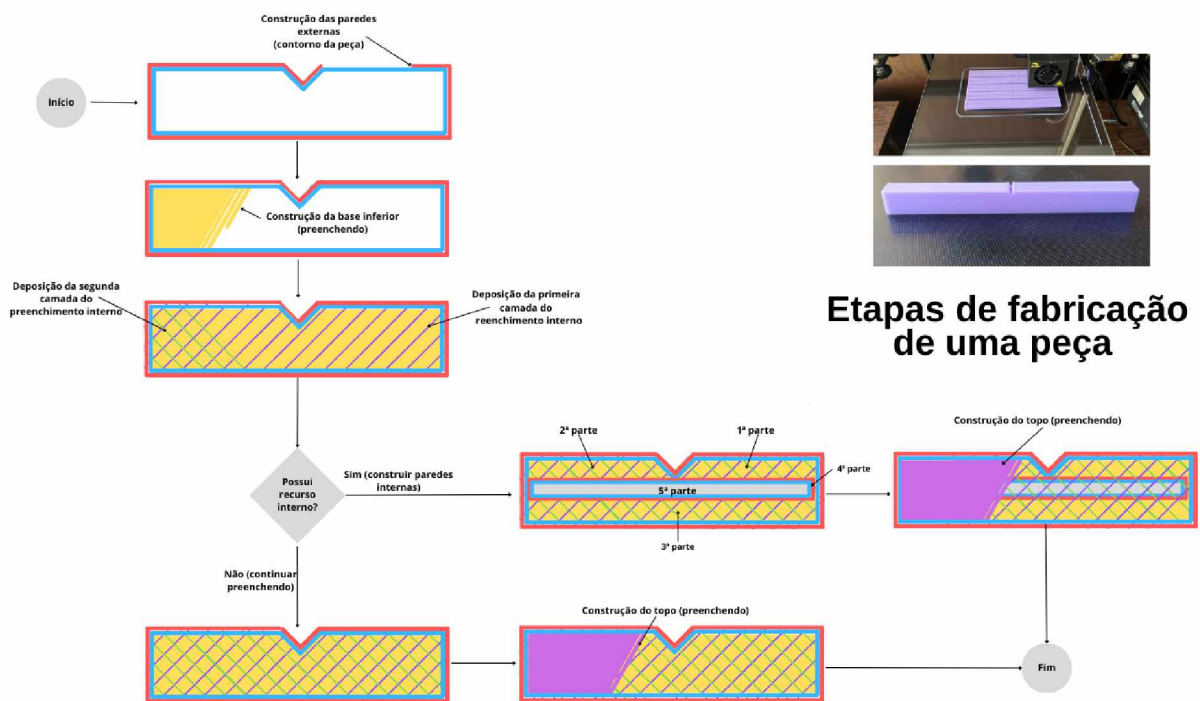 Construção das paredes
externas
(contorno da peça)
Início
Construção da base inferior
(preenchendo)
Deposição da segunda
camada do
preenchimento interno
Deposição da primeira
camada do
reenchimento interno
Etapas de fabricação
de uma peça
Possui
recurso
interno?
Sim (construir paredes
internas)
2ª parte
1ª parte
4ª parte
5ª parte
3ª parte
Construção do topo (preenchendo)
Não (continuar
preenchendo)
Construção do topo (preenchendo)
Fim